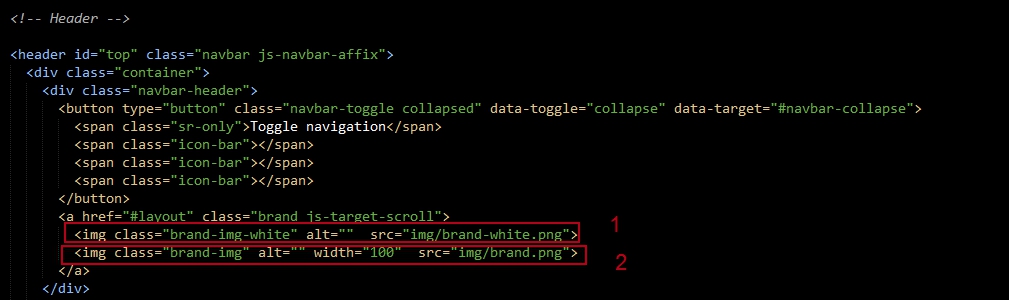 <!-- Header -->
<header id="top" class="navbar js-navbar-affix">
<div class="container">
<div class="navbar-header">
<button type="button" class="navbar-toggle collapsed" data-toggle="collapse" data-target="#navbar-collapse">
<span class="sr-only">Toggle navigation</span>
<span class="icon-bar"></span>
<span class="icon-bar"></span>
<span class="icon-bar"></span>
</button>
<a href="#layout" class="brand js-target-scroll">
<img class="brand-img-white" alt=""  src="img/brand-white.png"> 1
<img class="brand-img" alt="" width="100"  src="img/brand.png"> 2
</a>
</div>